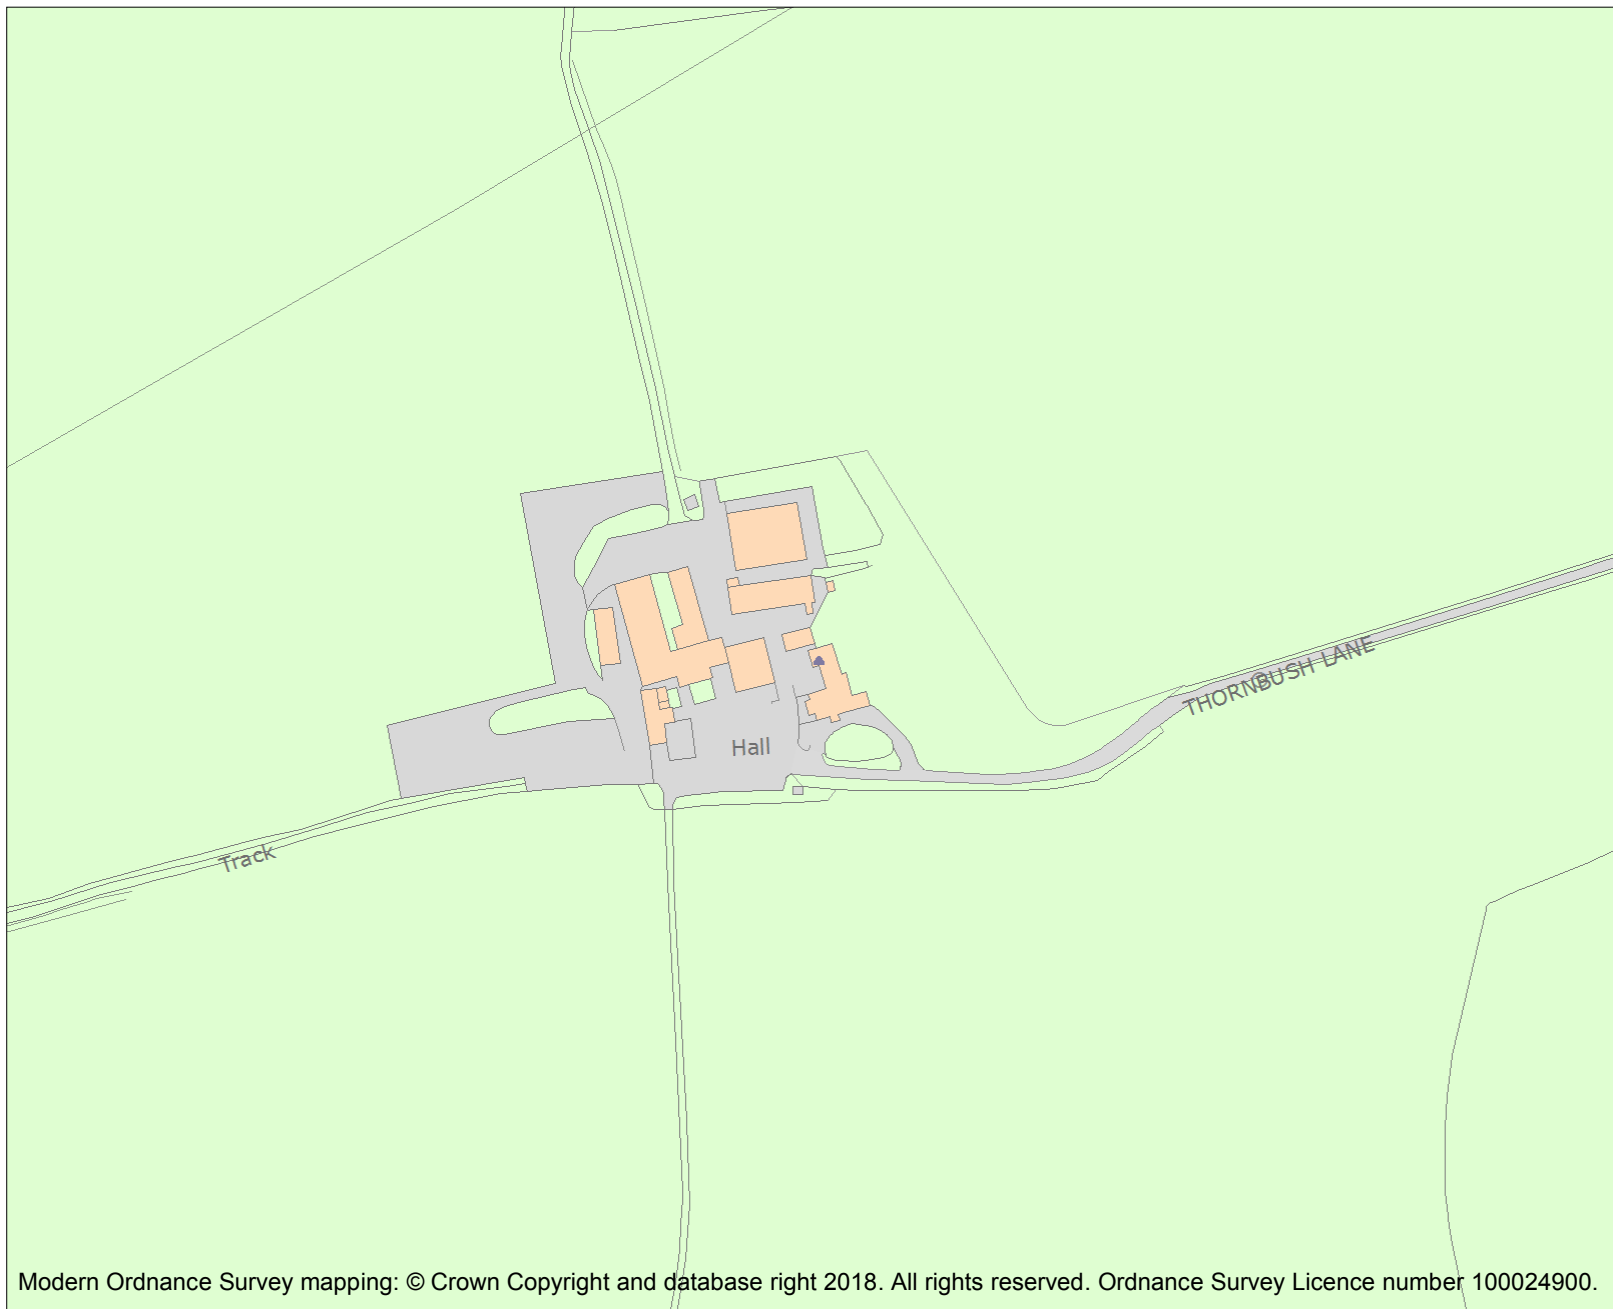 THORNBUSH LANE
Hall
Track
Modern Ordnance Survey mapping: © Crown Copyright and database right 2018. All rights reserved. Ordnance Survey Licence number 100024900.